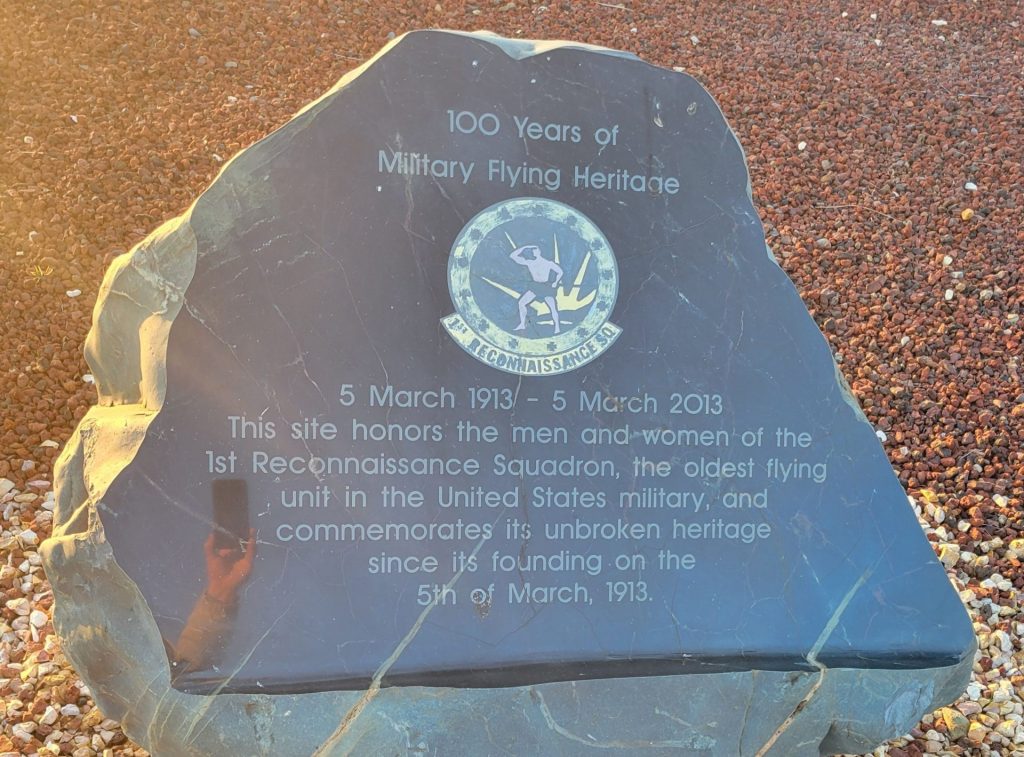 100 Years of
Military Flying Heritage
1st RECONNAISSANCE SQ
5 March 1913 - 5 March 2013
This site honors the men and women of the
1st Reconnaissance Squadron, the oldest flying
unit in the United States military, and
commemorates its unbroken heritage
since its founding on the
5th of March, 1913.